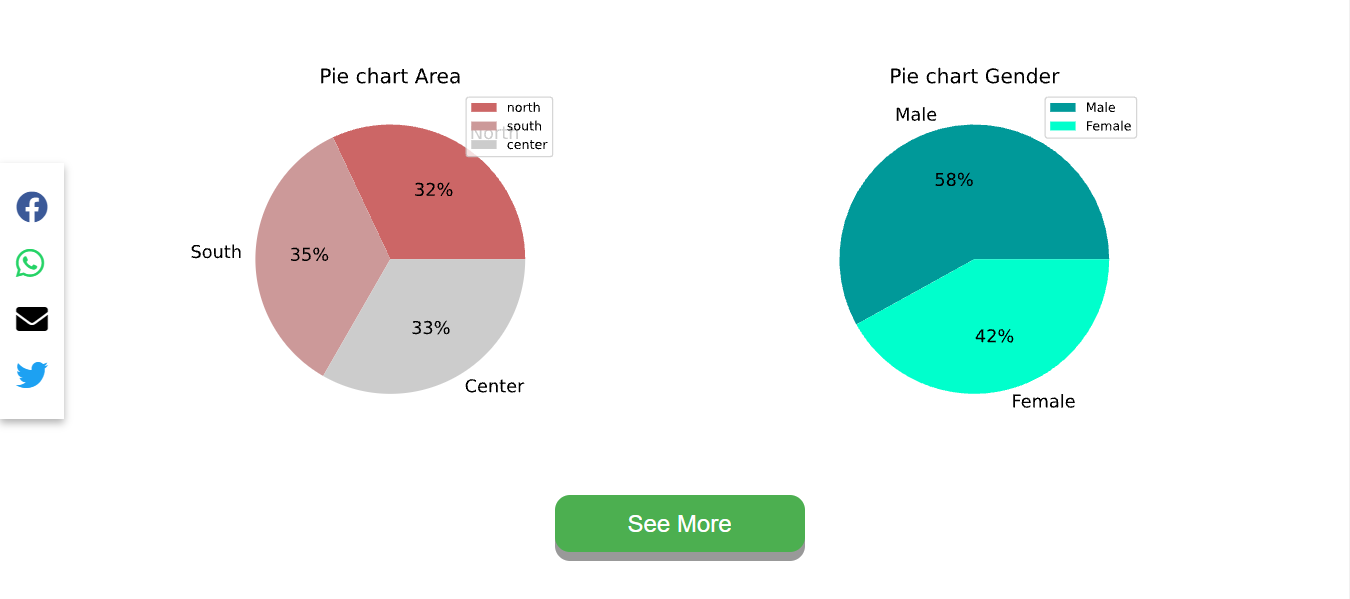 Pie chart Area
north
south
center
North
32%
South
35%
33%
Center
Pie chart Gender
Male
Female
Male
58%
42%
Female
See More